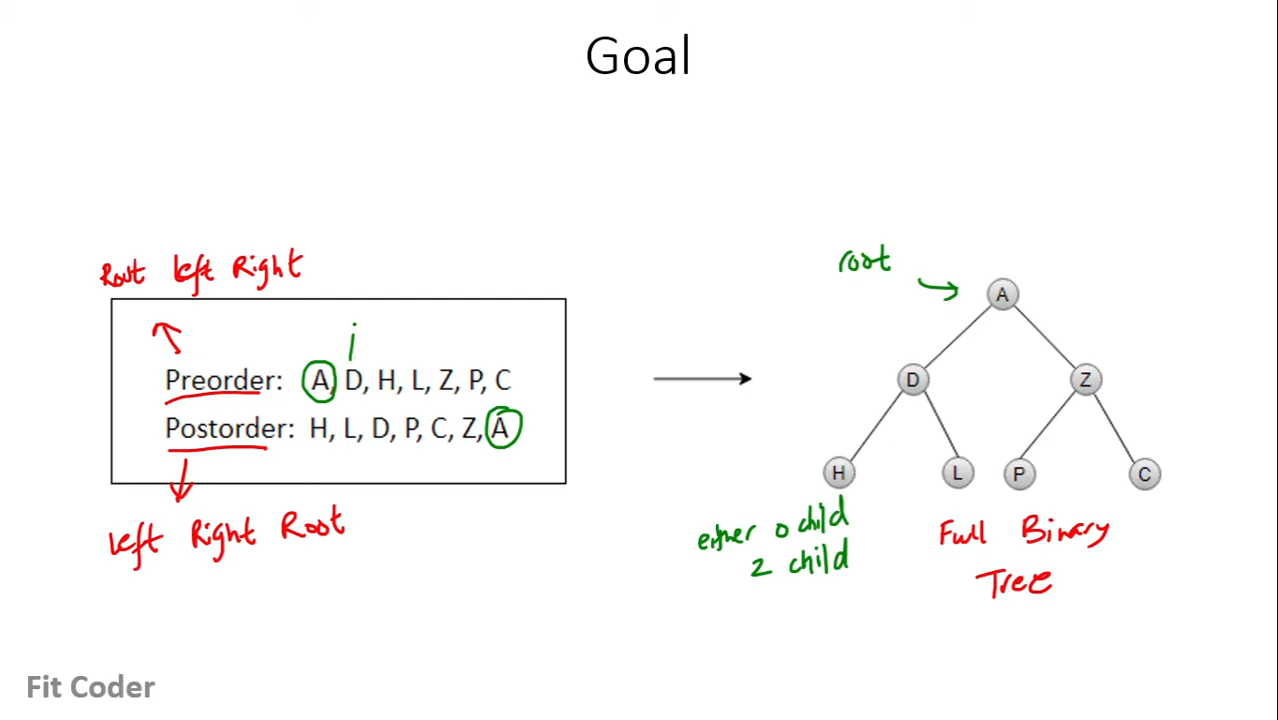 Goal
Root left Right
i
Preorder: A, D, H, L, Z, P, C
Postorder: H, L, D, P, C, Z, A
left Right Root
root
A
D
Z
H
L
P
C
either 0 child
2 child
Full Binary
Tree
Fit Coder